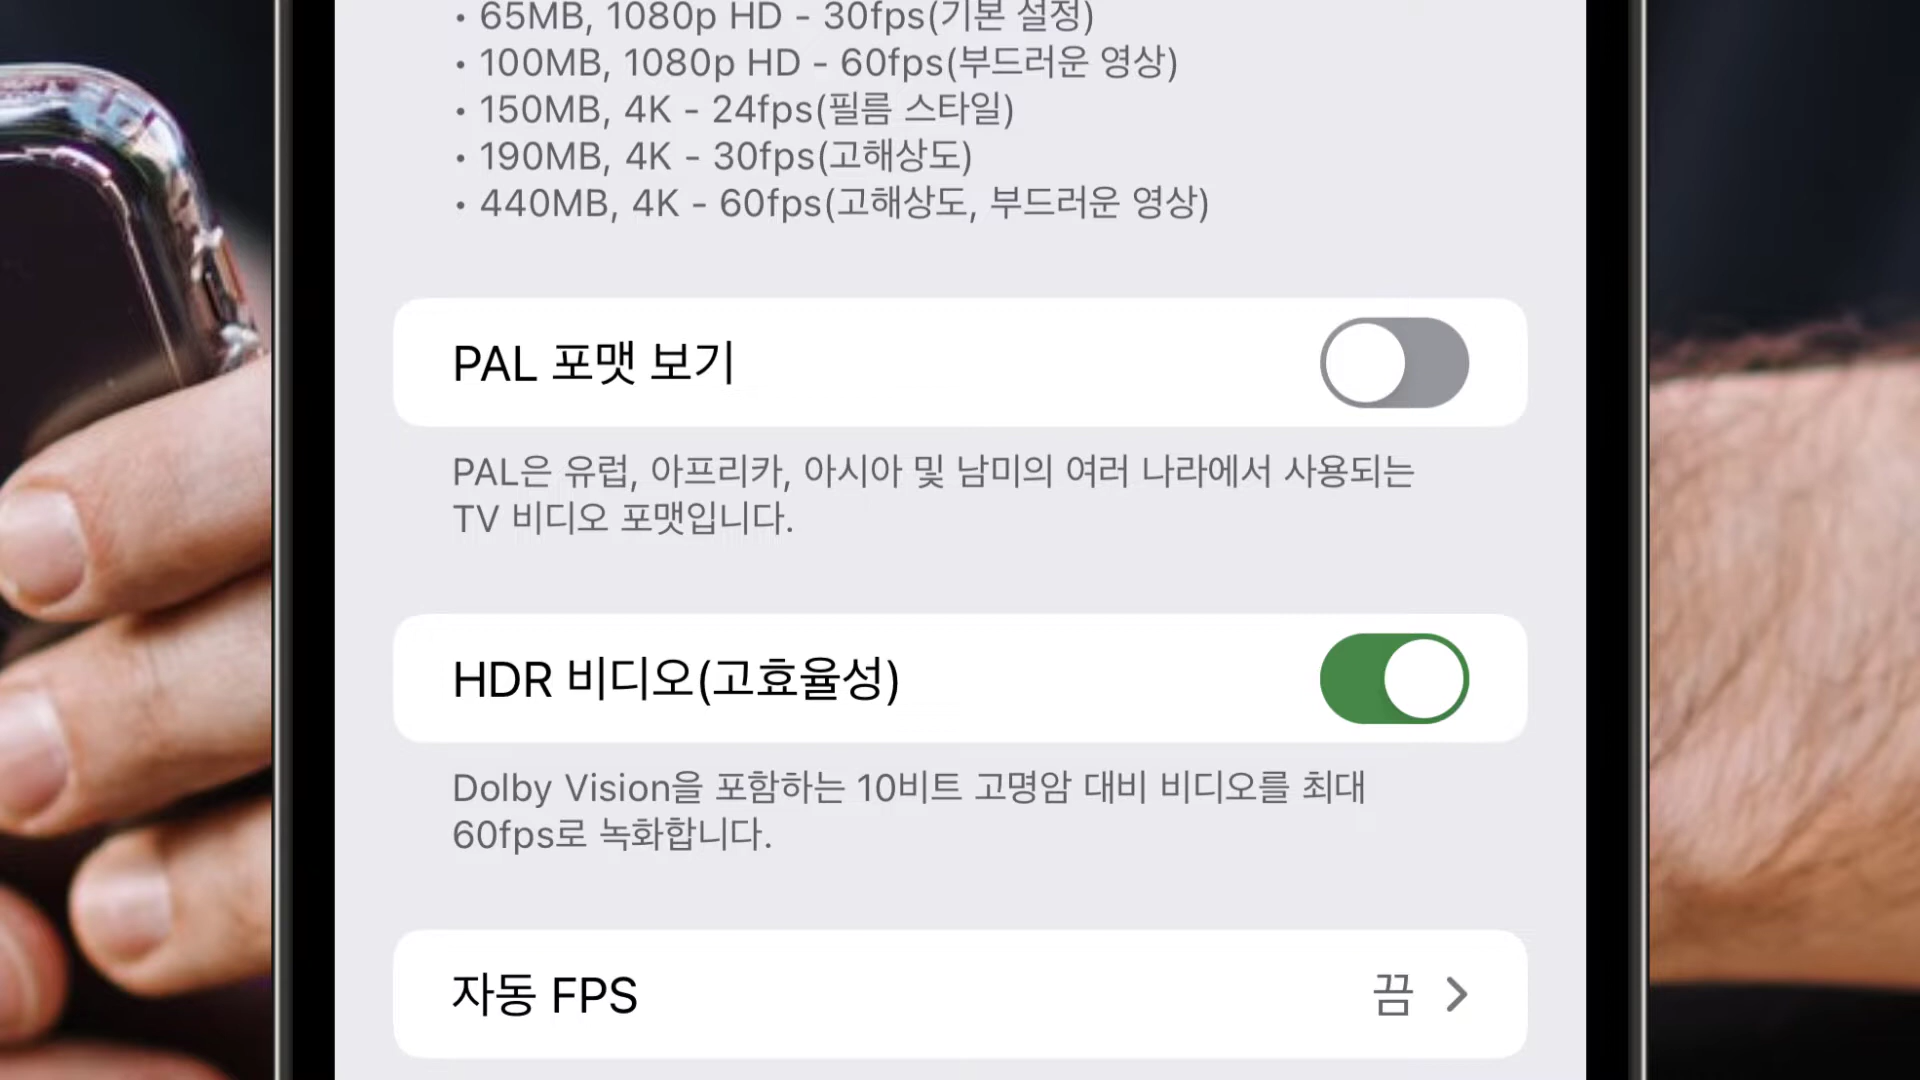 • 65MB, 1080p HD - 30fps(기본 설정)
• 100MB, 1080p HD - 60fps(부드러운 영상)
• 150MB, 4K - 24fps(필름 스타일)
• 190MB, 4K - 30fps(고해상도)
• 440MB, 4K - 60fps(고해상도, 부드러운 영상)
PAL 포맷 보기
PAL은 유럽, 아프리카, 아시아 및 남미의 여러 나라에서 사용되는
TV 비디오 포맷입니다.
HDR 비디오(고효율성)
Dolby Vision을 포함하는 10비트 고명암 대비 비디오를 최대
60fps로 녹화합니다.
자동 FPS 끔